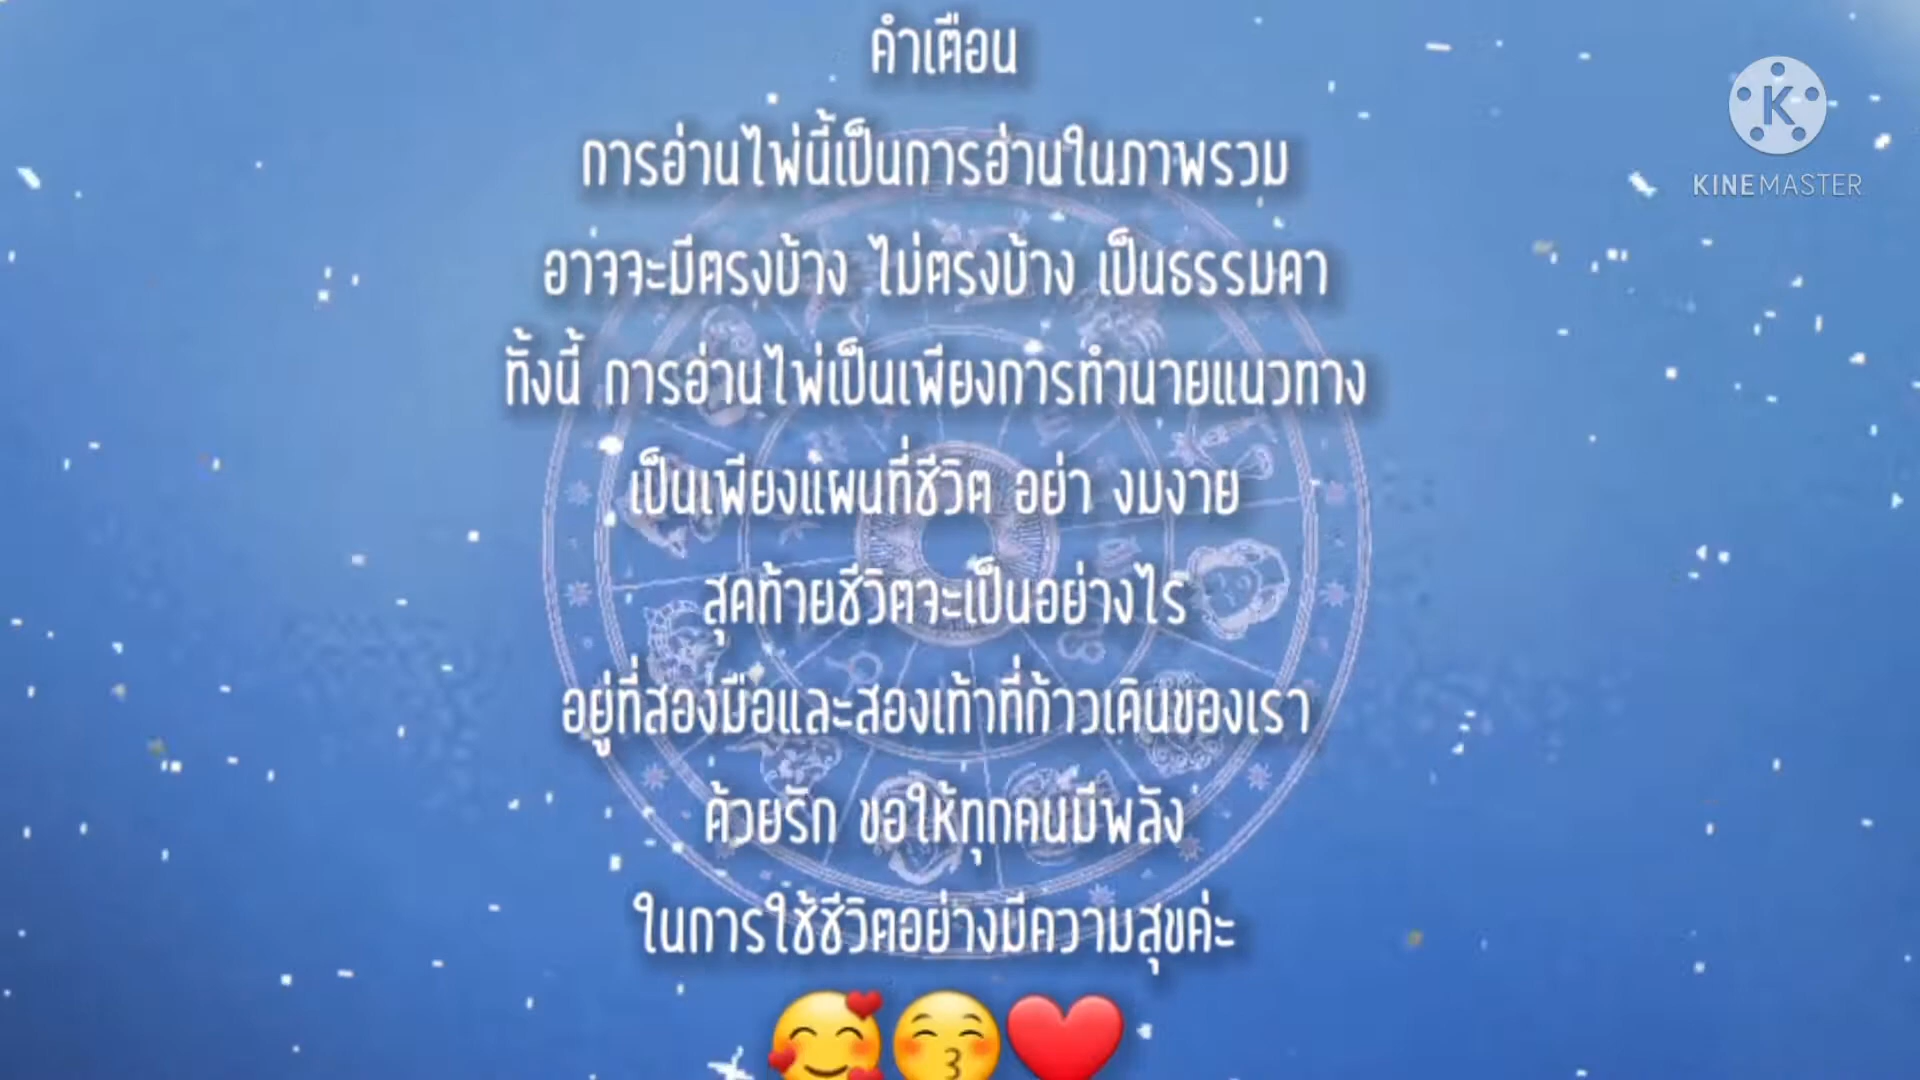 คำเตือน
การอ่านไพ่นี้เป็นการอ่านในภาพรวม
อาจจะมีตรงบ้าง ไม่ตรงบ้าง เป็นธรรมดา
ทั้งนี้ การอ่านไพ่เป็นเพียงการทำนายแนวทาง
เป็นเพียงแผนที่ชีวิต อย่า งมงาย
สุดท้ายชีวิตจะเป็นอย่างไร
อยู่ที่สองมือและสองเท้าที่ก้าวเดินของเรา
ด้วยรัก ขอให้ทุกคนมีพลัง
ในการใช้ชีวิตอย่างมีความสุขค่ะ
K
KINEMASTER